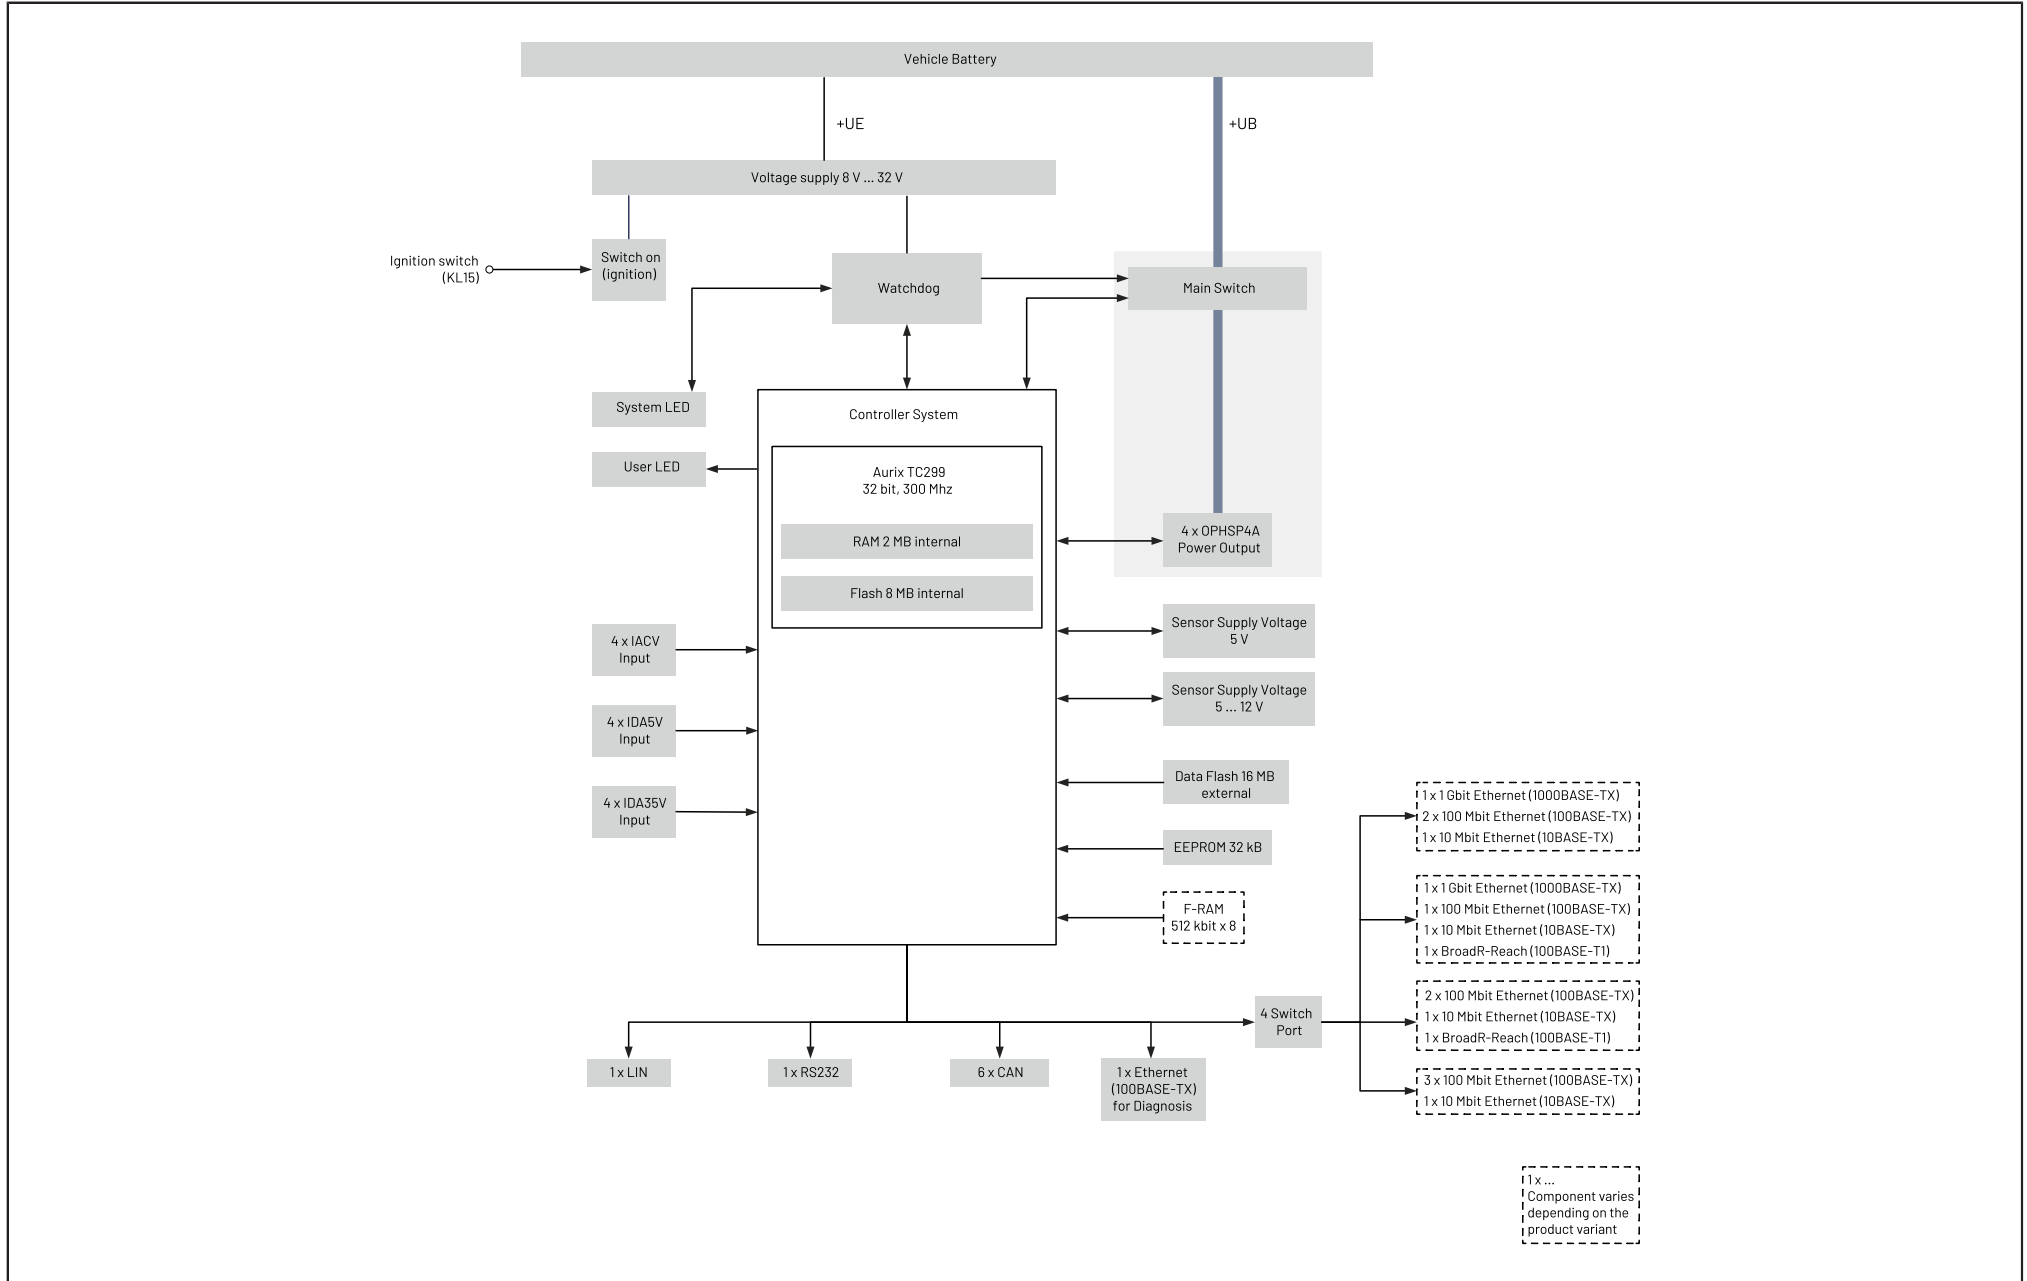 Vehicle Battery
+UE
+UB
Voltage supply 8 V ... 32 V
Ignition switch
(KL15)
Switch on
(ignition)
Watchdog
Main Switch
System LED
User LED
Controller System
Aurix TC299
32 bit, 300 Mhz
RAM 2 MB internal
Flash 8 MB internal
4 x OPHSP4A
Power Output
4 x IACV
Input
Sensor Supply Voltage
5 V
4 x IDA5V
Input
Sensor Supply Voltage
5 ... 12 V
4 x IDA35V
Input
Data Flash 16 MB
external
EEPROM 32 kB
F-RAM
512 kbit x 8
1 x 1 Gbit Ethernet (1000BASE-TX)
2 x 100 Mbit Ethernet (100BASE-TX)
1 x 10 Mbit Ethernet (10BASE-TX)
1 x 1 Gbit Ethernet (1000BASE-TX)
1 x 100 Mbit Ethernet (100BASE-TX)
1 x 10 Mbit Ethernet (10BASE-TX)
1 x BroadR-Reach (100BASE-T1)
4 Switch
Port
2 x 100 Mbit Ethernet (100BASE-TX)
1 x 10 Mbit Ethernet (10BASE-TX)
1 x BroadR-Reach (100BASE-T1)
3 x 100 Mbit Ethernet (100BASE-TX)
1 x 10 Mbit Ethernet (10BASE-TX)
1 x LIN
1 x RS232
6 x CAN
1 x Ethernet
(100BASE-TX)
for Diagnosis
1 x ...
Component varies
depending on the
product variant